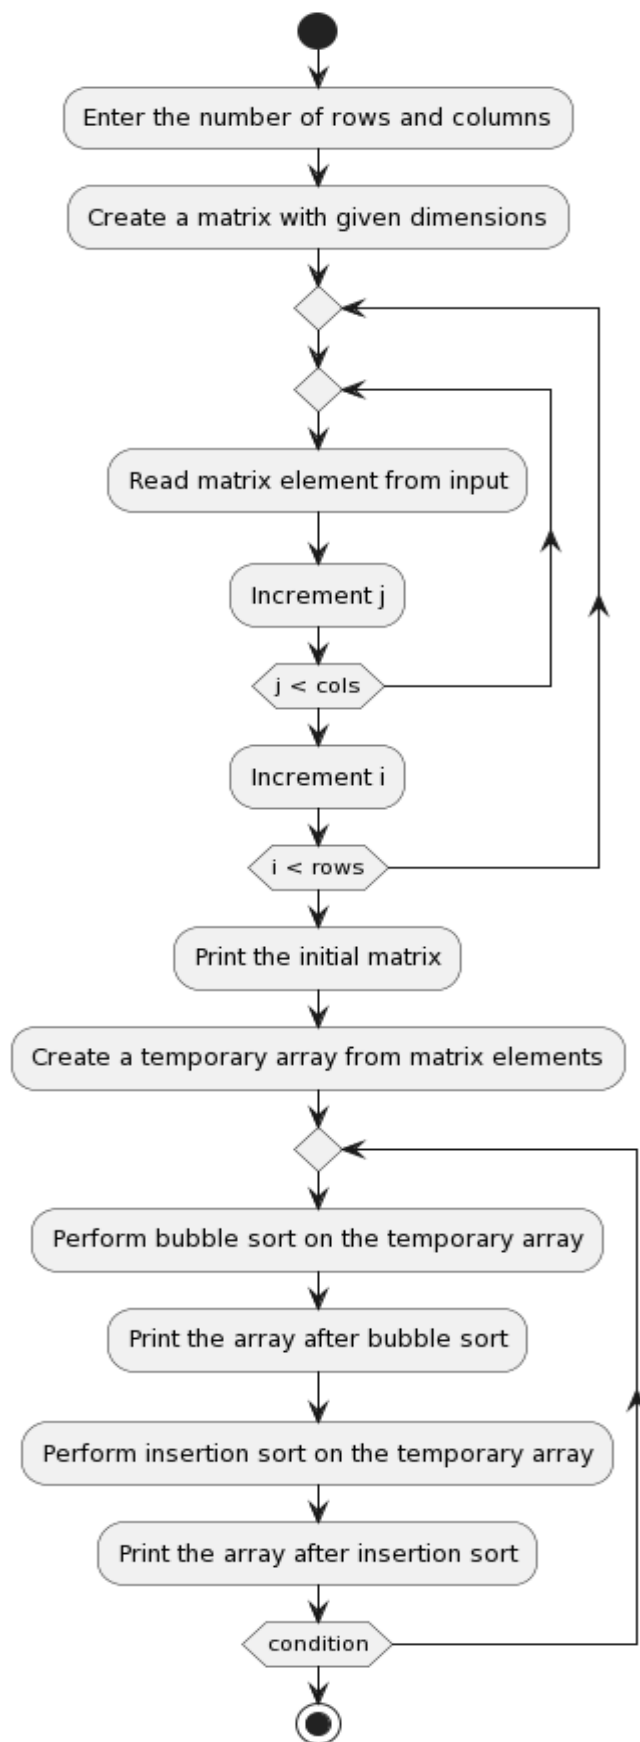 Enter the number of rows and columns
Create a matrix with given dimensions
Read matrix element from input
Increment j
j < cols
Increment i
i < rows
Print the initial matrix
Create a temporary array from matrix elements
Perform bubble sort on the temporary array
Print the array after bubble sort
Perform insertion sort on the temporary array
Print the array after insertion sort
condition